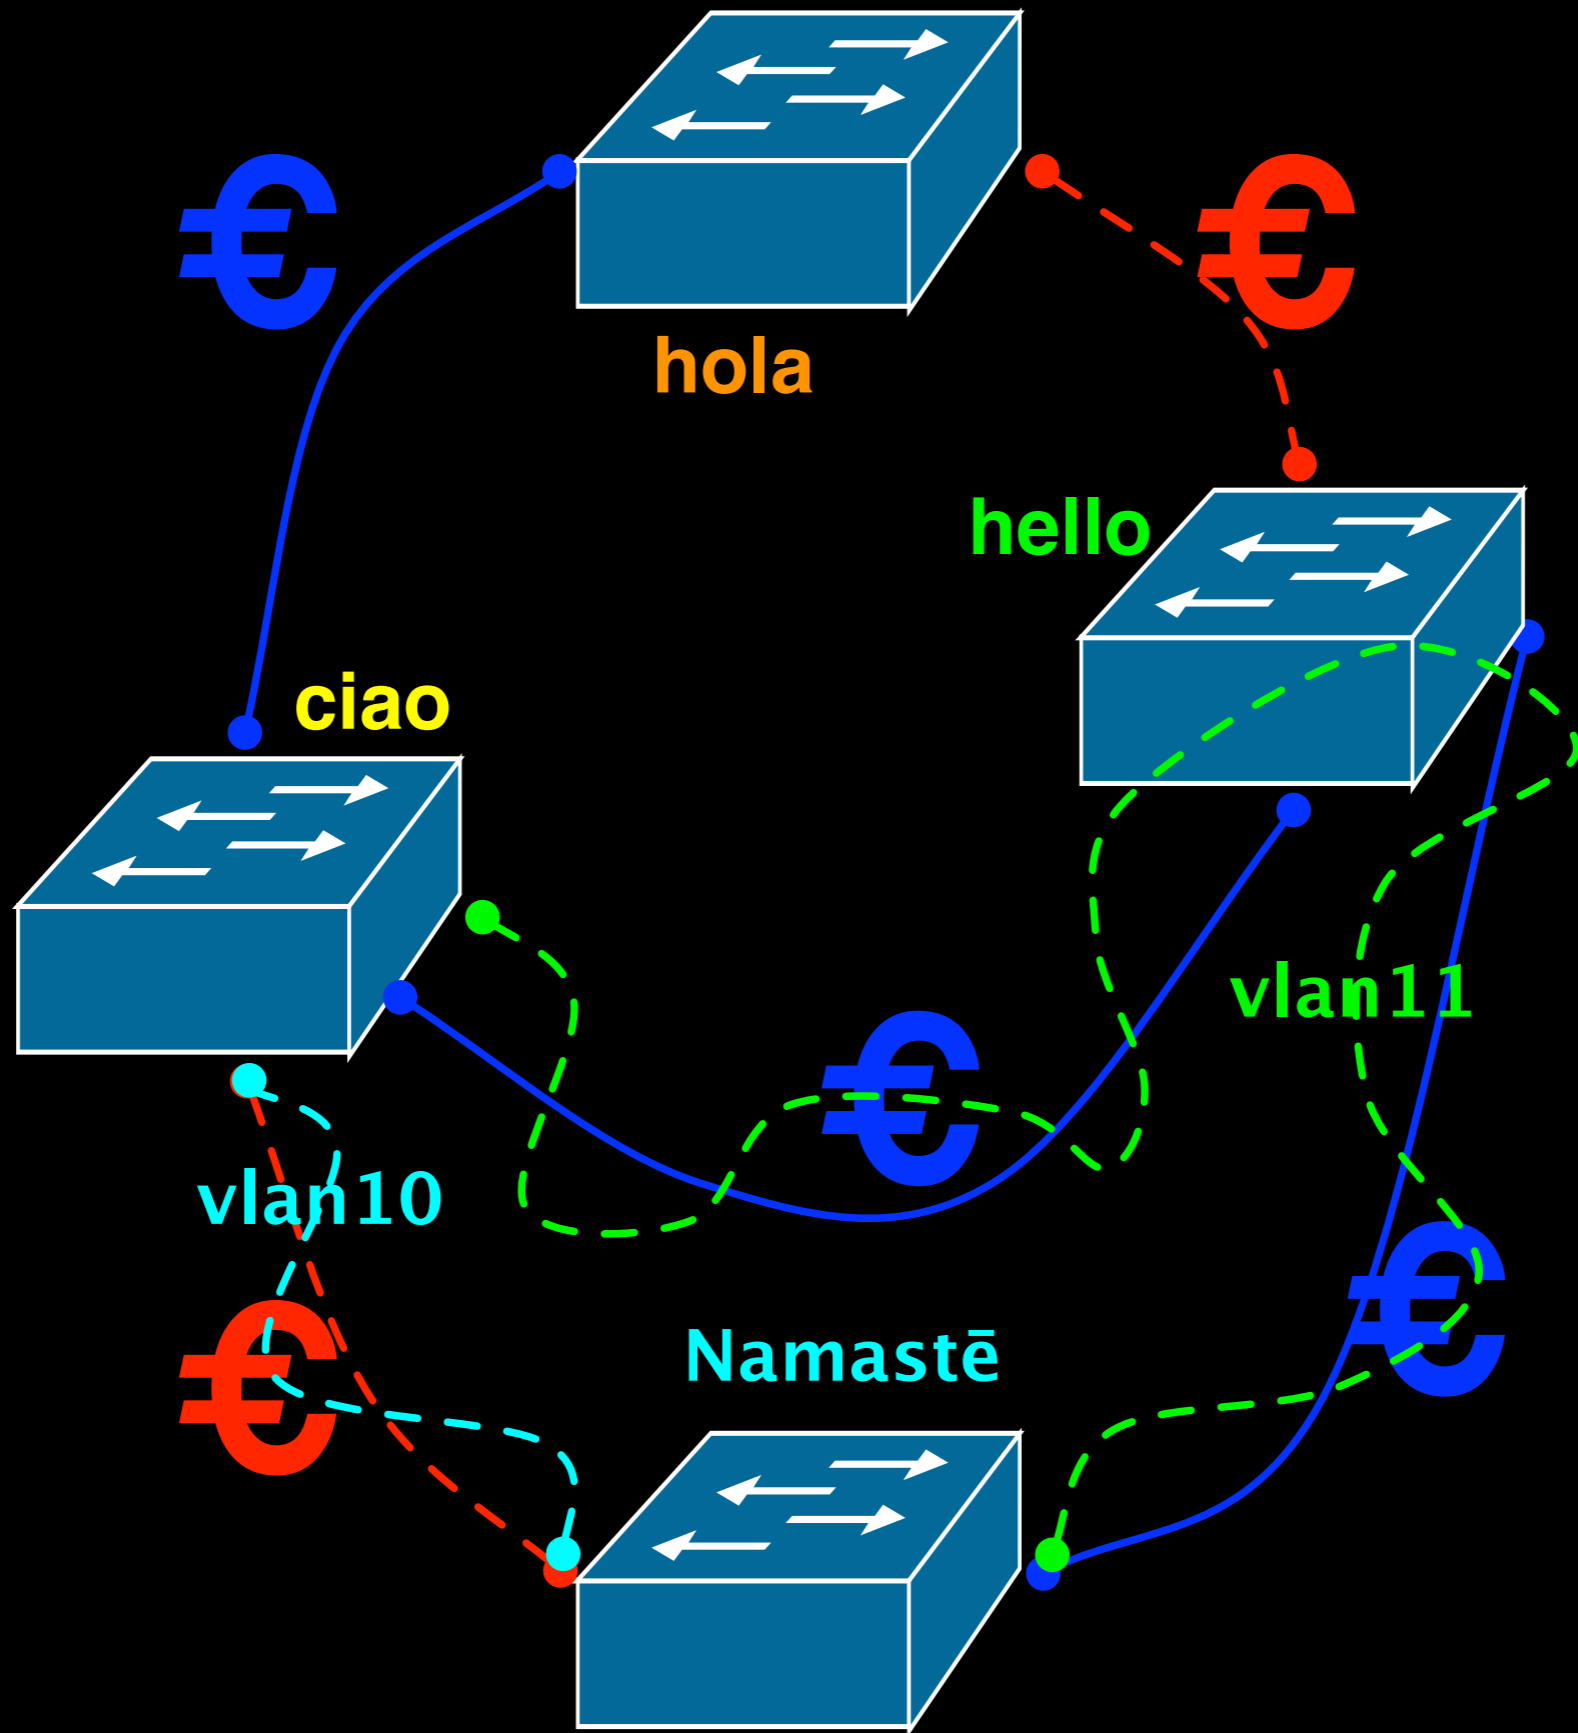 €
€
hola
hello
ciao
vlan11
€
vlan10
€
€
Namastē